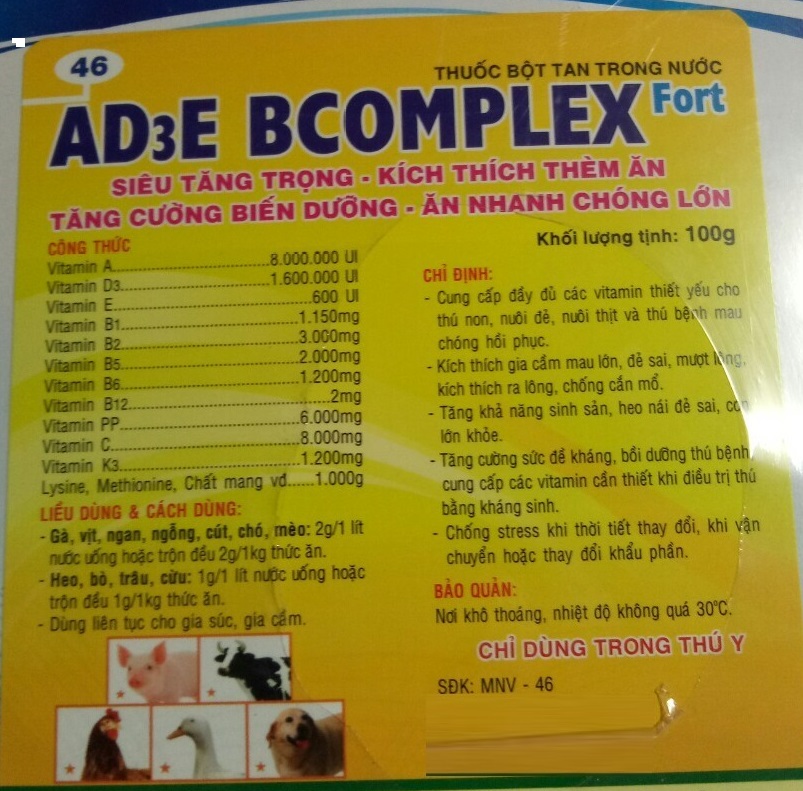 46
THUỐC BỘT TAN TRONG NƯỚC
AD3E BCOMPLEX Fort
SIÊU TĂNG TRỌNG - KÍCH THÍCH THÈM ĂN
TĂNG CƯỜNG BIẾN DƯỠNG - ĂN NHANH CHÓNG LỚN
Khối lượng tịnh: 100g
CÔNG THỨC
Vitamin A..............................8.000.000 UI
Vitamin D3............................1.600.000 UI
Vitamin E......................................600 UI
Vitamin B1..................................1.150mg
Vitamin B2..................................3.000mg
Vitamin B5..................................2.000mg
Vitamin B6..................................1.200mg
Vitamin B12.......................................2mg
Vitamin PP..................................6.000mg
Vitamin C....................................8.000mg
Vitamin K3..................................1.200mg
Lysine, Methionine, Chất mang vđ......1.000g
LIỀU DÙNG & CÁCH DÙNG:
- Gà, vịt, ngan, ngỗng, cút, chó, mèo: 2g/1 lít
nước uống hoặc trộn đều 2g/1kg thức ăn.
- Heo, bò, trâu, cừu: 1g/1 lít nước uống hoặc
trộn đều 1g/1kg thức ăn.
- Dùng liên tục cho gia súc, gia cầm.
CHỈ ĐỊNH:
- Cung cấp đầy đủ các vitamin thiết yếu cho
thú non, nuôi đẻ, nuôi thịt và thú bệnh mau
chóng hồi phục.
- Kích thích gia cầm mau lớn, đẻ sai, mượt lông,
kích thích ra lông, chống cắn mổ.
- Tăng khả năng sinh sản, heo nái đẻ sai, con
lớn khỏe.
- Tăng cường sức đề kháng, bồi dưỡng thú bệnh,
cung cấp các vitamin cần thiết khi điều trị thú
bằng kháng sinh.
- Chống stress khi thời tiết thay đổi, khi vận
chuyển hoặc thay đổi khẩu phần.
BẢO QUẢN:
Nơi khô thoáng, nhiệt độ không quá 30°C.
CHỈ DÙNG TRONG THÚ Y
SĐK: MNV - 46